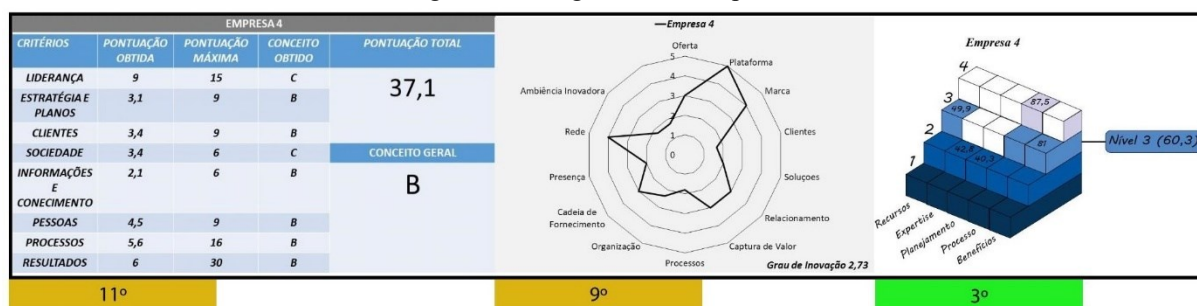 EMPRESA 4
CRITÉRIOS PONTUAÇÃO OBTIDA PONTUAÇÃO MÁXIMA CONCEITO OBTIDO PONTUAÇÃO TOTAL
LIDERANÇA 9 15 C
37,1
ESTRATÉGIA E PLANOS 3,1 9 B
CLIENTES 3,4 9 B
SOCIEDADE 3,4 6 C
CONCEITO GERAL
INFORMAÇÕES E CONECIMENTO 2,1 6 B
B
PESSOAS 4,5 9 B
PROCESSOS 5,6 16 B
RESULTADOS 6 30 B
11º
Empresa 4
Oferta
Plataforma
Marca
Clientes
Soluçoes
Relacionamento
Captura de Valor
Processos
Organização
Cadeia de Fornecimento
Presença
Rede
Ambiência Inovadora
5
4
3
2
1
0
Grau de Inovação 2,73
9º
Empresa 4
4
87,5
3
49,9
81
2
42,8
40,3
1
Nível 3 (60,3)
Recursos
Expertise
Planejamento
Processo
Benefícios
3º